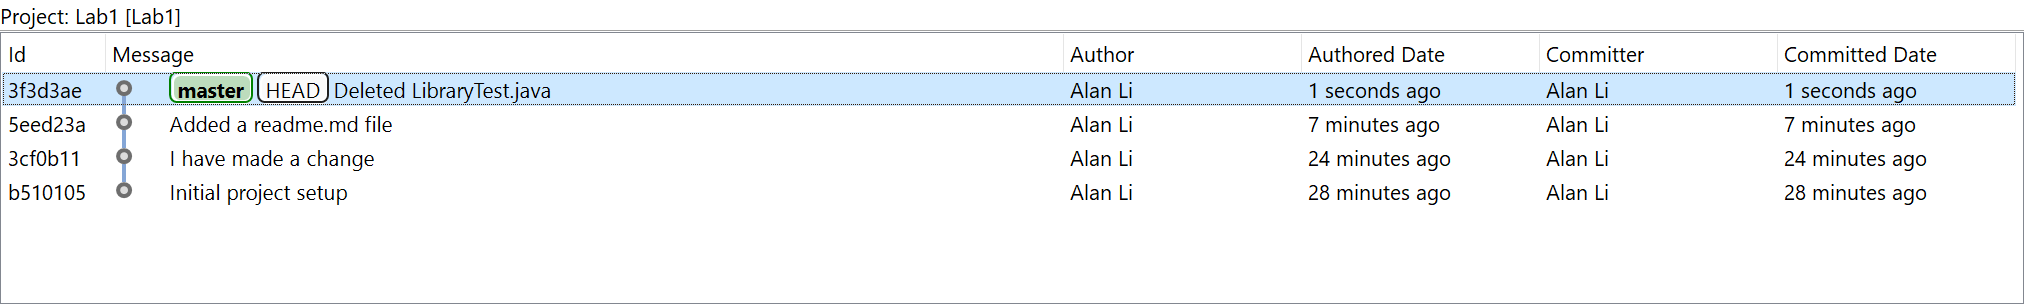 Project: Lab1 [Lab1]
Id Message Author Authored Date Committer Committed Date
3f3d3ae master HEAD Deleted LibraryTest.java Alan Li 1 seconds ago Alan Li 1 seconds ago
5eed23a Added a readme.md file Alan Li 7 minutes ago Alan Li 7 minutes ago
3cf0b11 I have made a change Alan Li 24 minutes ago Alan Li 24 minutes ago
b510105 Initial project setup Alan Li 28 minutes ago Alan Li 28 minutes ago